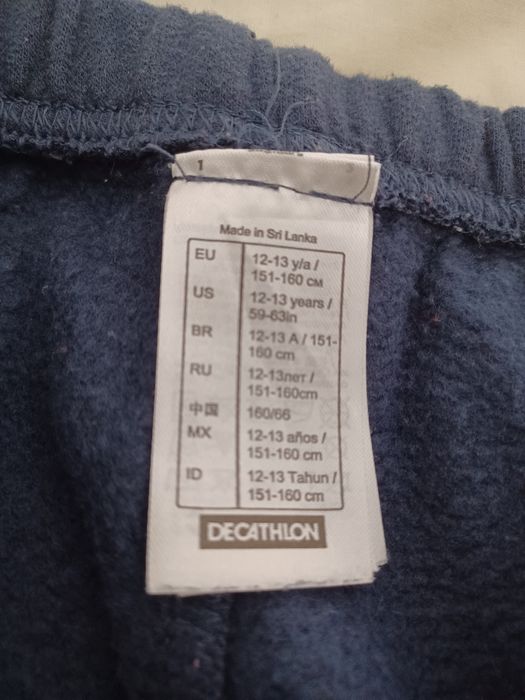 1
3
Made in Sri Lanka
EU 12-13 y/a /
151-160 см
US 12-13 years /
59-63in
BR 12-13 A / 151-
160 cm
RU 12-13лет /
151-160cm
中国 160/66
MX 12-13 años /
151-160 cm
ID 12-13 Tahun /
151-160 cm
DECATHLON